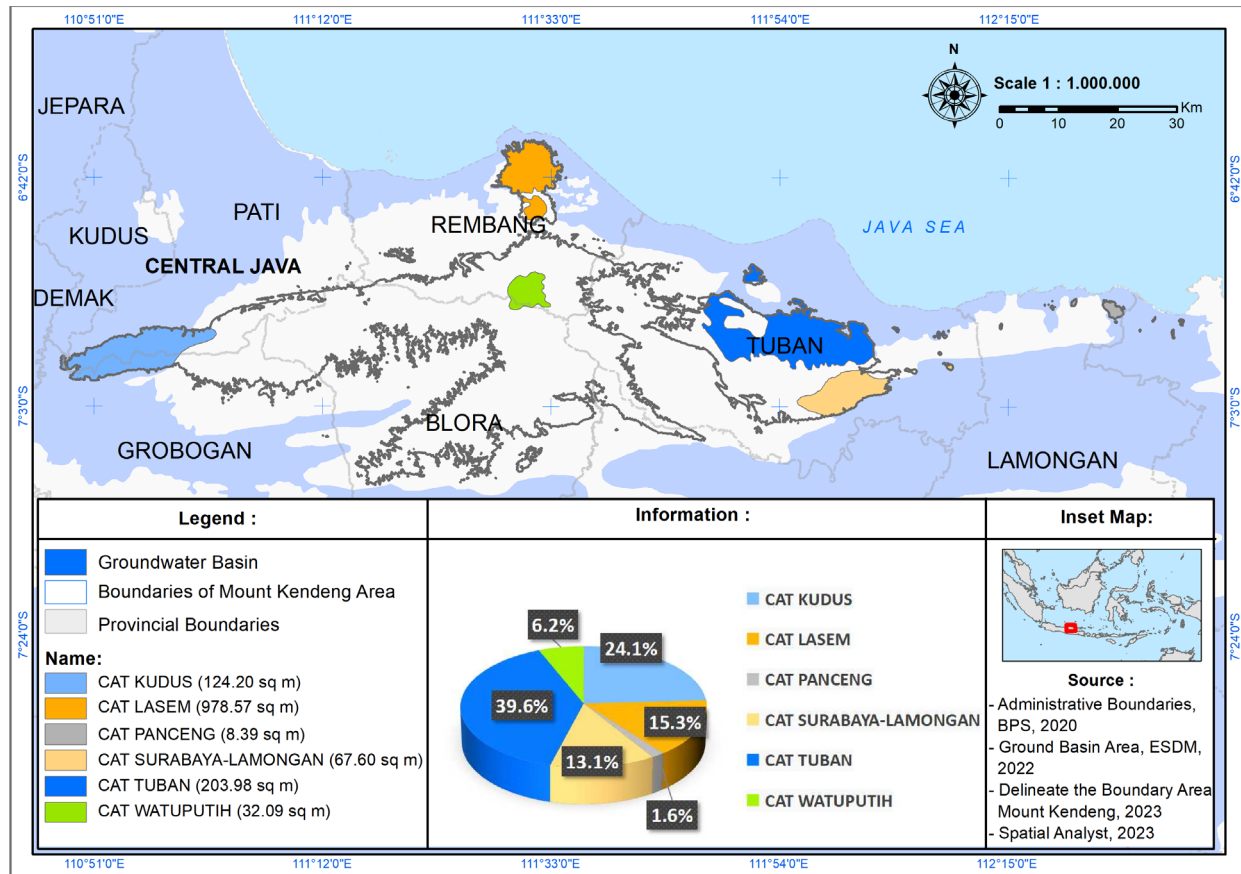 110°51'0"E
111°12'0"E
111°33'0"E
111°54'0"E
112°15'0"E
N
Scale 1 : 1.000.000
Km
0 5 10 20 30
JEPARA
6°42'0"S
6°42'0"S
PATI
REMBANG
KUDUS
JAVA SEA
CENTRAL JAVA
DEMAK
TUBAN
7°3'0"S
7°3'0"S
BLORA
GROBOGAN
LAMONGAN
Legend :
Groundwater Basin
Boundaries of Mount Kendeng Area
Provincial Boundaries
Name:
CAT KUDUS (124.20 sq m)
CAT LASEM (978.57 sq m)
CAT PANCENG (8.39 sq m)
CAT SURABAYA-LAMONGAN (67.60 sq m)
CAT TUBAN (203.98 sq m)
CAT WATUPUTIH (32.09 sq m)
Information :
6.2%
24.1%
39.6%
15.3%
13.1%
1.6%
CAT KUDUS
CAT LASEM
CAT PANCENG
CAT SURABAYA-LAMONGAN
CAT TUBAN
CAT WATUPUTIH
Inset Map:
Source :
- Administrative Boundaries,
BPS, 2020
- Ground Basin Area, ESDM,
2022
- Delineate the Boundary Area
Mount Kendeng, 2023
- Spatial Analyst, 2023
7°24'0"S
7°24'0"S
110°51'0"E
111°12'0"E
111°33'0"E
111°54'0"E
112°15'0"E